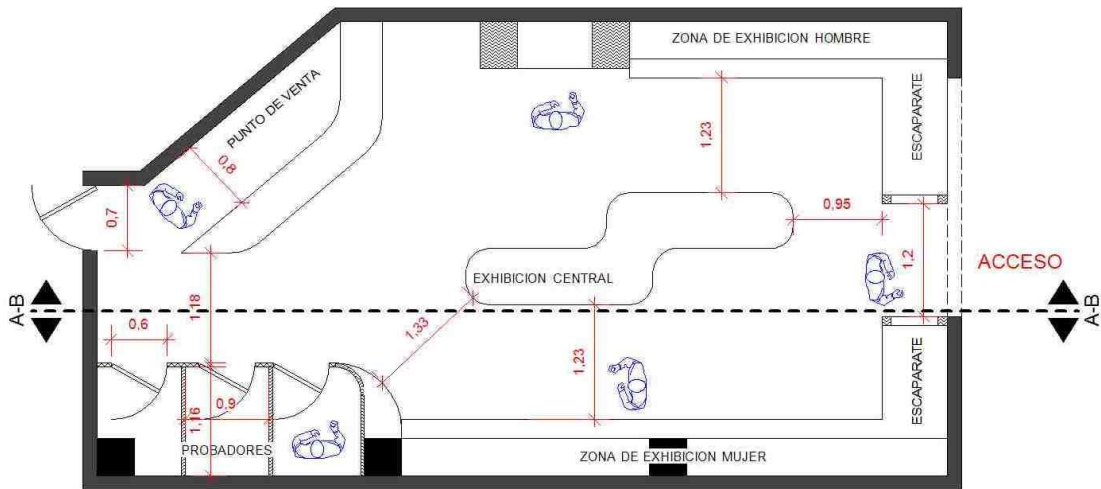 ZONA DE EXHIBICION HOMBRE
PUNTO DE VENTA
ESCAPARATE
0,8
1,23
0,7
0,95
1,2
ACCESO
EXHIBICION CENTRAL
A-B
A-B
1,18
0,6
1,33
1,23
ESCAPARATE
0,9
1,16
PROBADORES
ZONA DE EXHIBICION MUJER